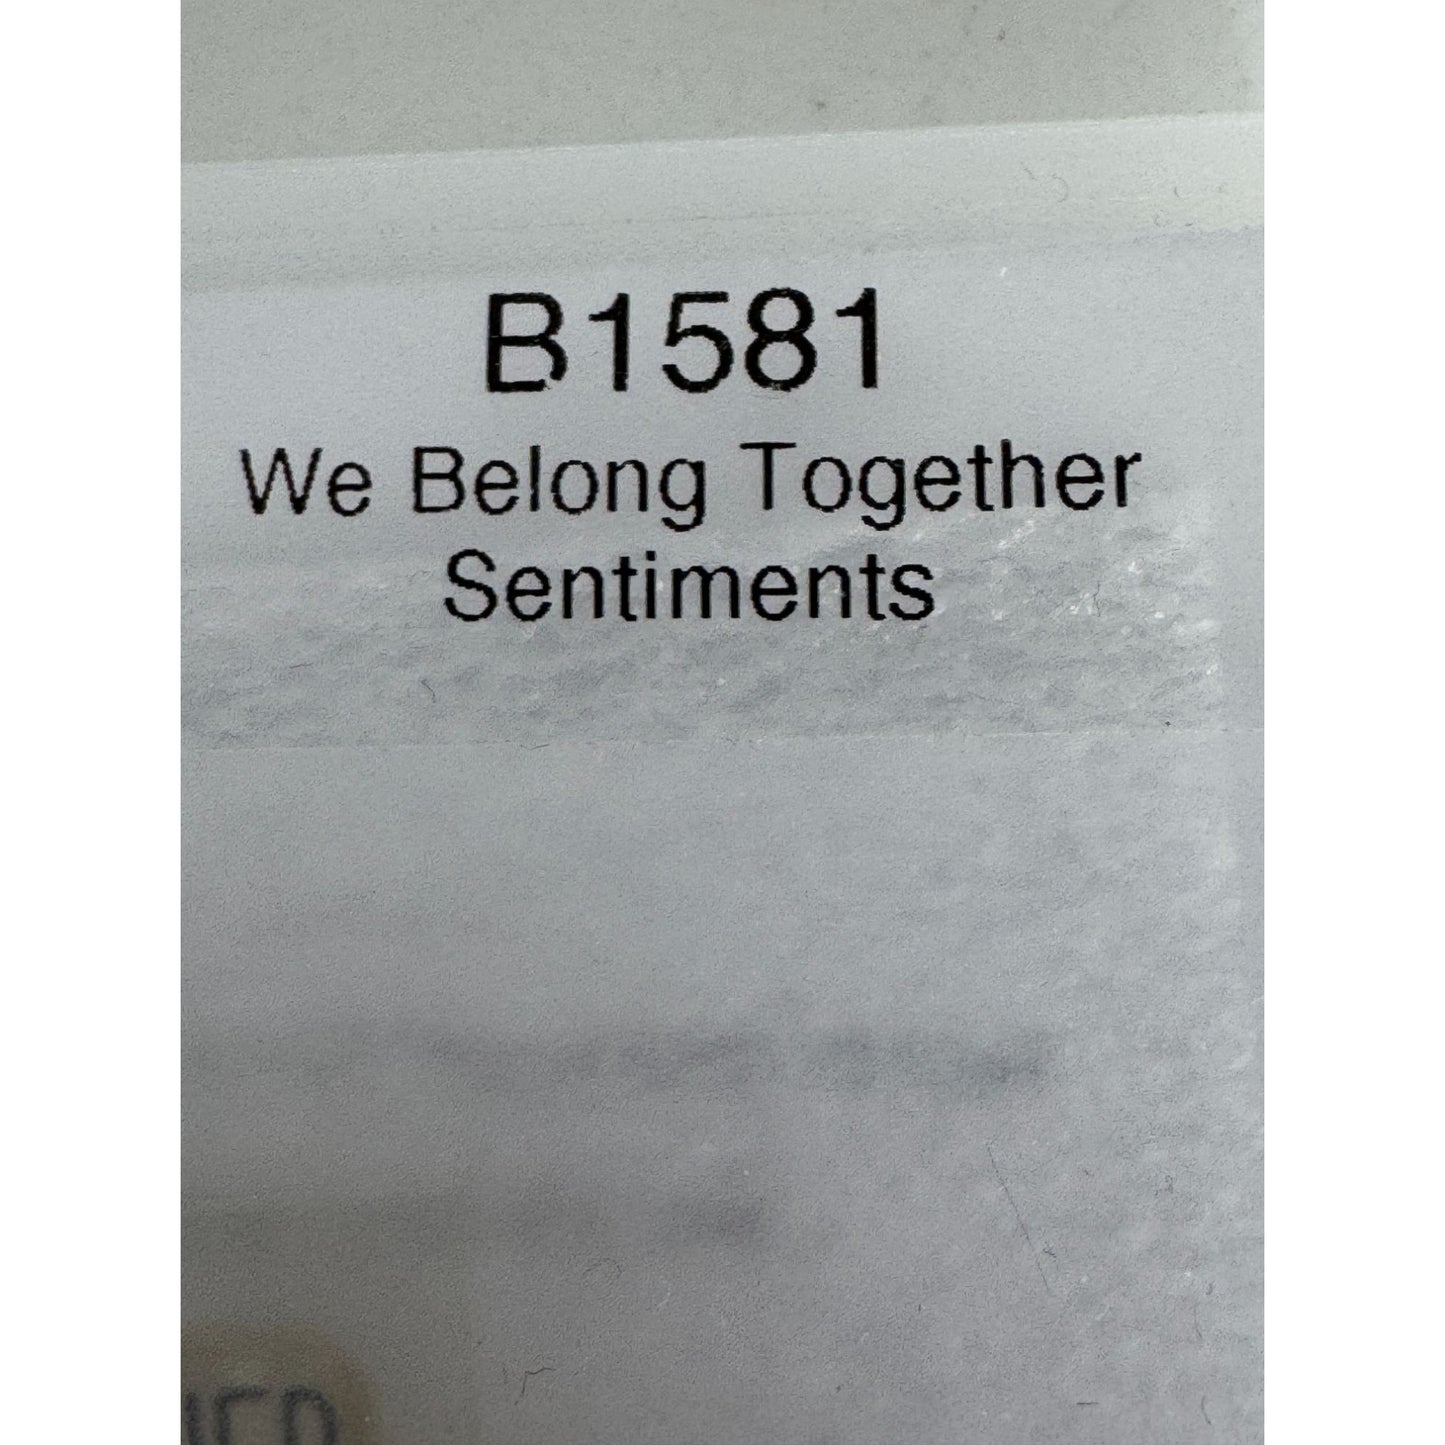 B1581
We Belong Together
Sentiments